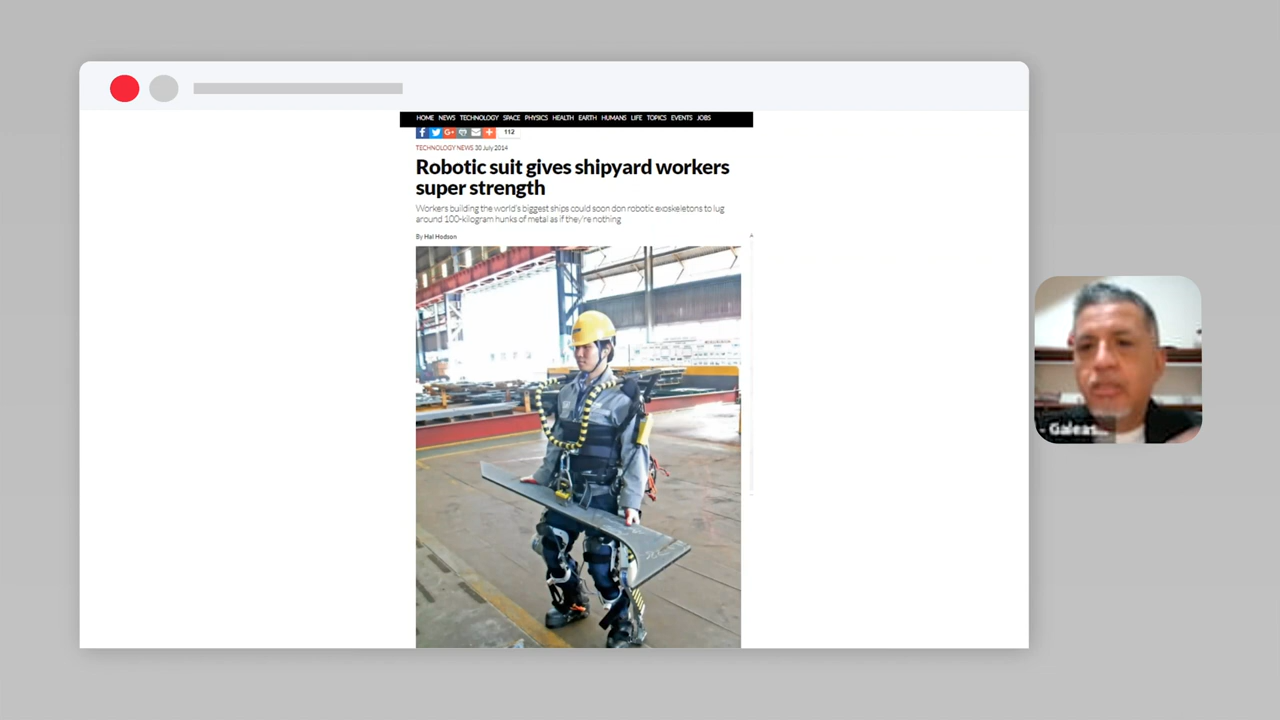 HOME NEWS TECHNOLOGY SPACE PHYSICS HEALTH EARTH HUMANS LIFE TOPICS EVENTS JOBS
112
TECHNOLOGY NEWS 30 July 2014
Robotic suit gives shipyard workers
super strength
Workers building the world's biggest ships could soon don robotic exoskeletons to lug
around 100-kilogram hunks of metal as if they're nothing
By Hal Hodson
- Galeas...